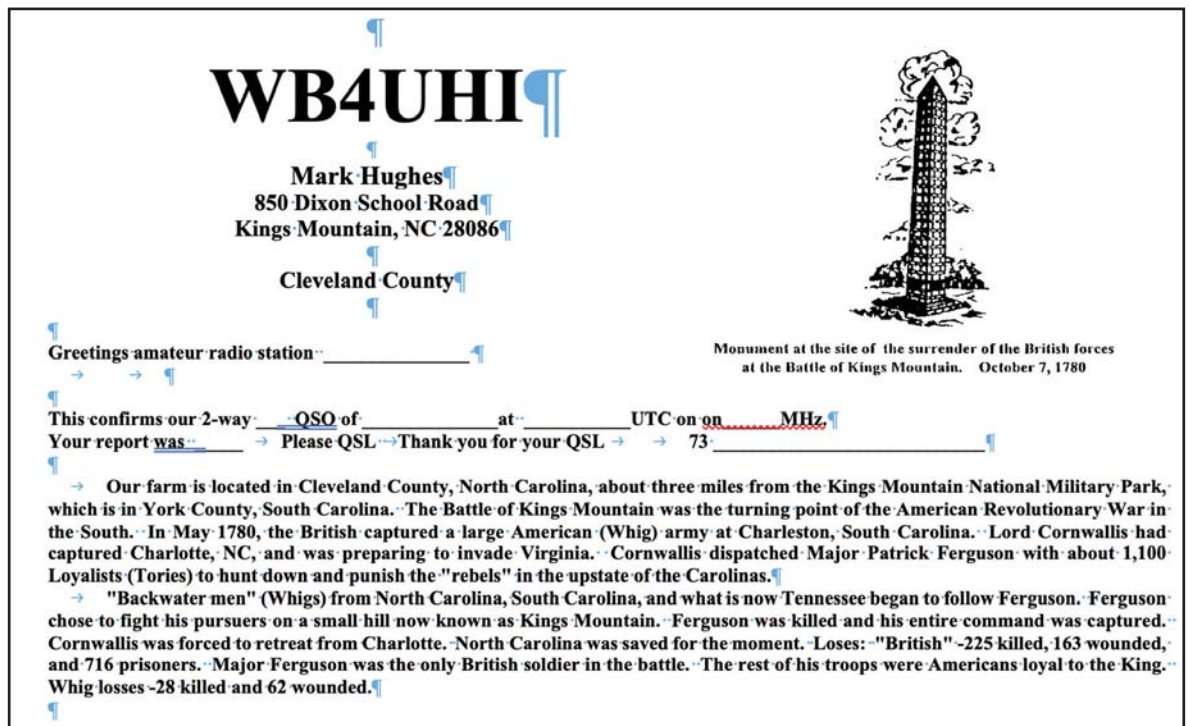 WB4UHI¶
Mark Hughes¶
850 Dixon School Road¶
Kings Mountain, NC 28086¶
Cleveland County¶
Monument at the site of the surrender of the British forces
at the Battle of Kings Mountain. October 7, 1780
Greetings amateur radio station _______________ ¶
This confirms our 2-way ____QSO of ______________at ___________UTC on on________MHz.¶
Your report was_____ → Please QSL →Thank you for your QSL → → 73 ____________________________¶
→ Our farm is located in Cleveland County, North Carolina, about three miles from the Kings Mountain National Military Park,
which is in York County, South Carolina. The Battle of Kings Mountain was the turning point of the American Revolutionary War in
the South. In May 1780, the British captured a large American (Whig) army at Charleston, South Carolina. Lord Cornwallis had
captured Charlotte, NC, and was preparing to invade Virginia. Cornwallis dispatched Major Patrick Ferguson with about 1,100
Loyalists (Tories) to hunt down and punish the "rebels" in the upstate of the Carolinas.¶
→ "Backwater men" (Whigs) from North Carolina, South Carolina, and what is now Tennessee began to follow Ferguson. Ferguson
chose to fight his pursuers on a small hill now known as Kings Mountain. Ferguson was killed and his entire command was captured.
Cornwallis was forced to retreat from Charlotte. North Carolina was saved for the moment. Loses: "British" -225 killed, 163 wounded,
and 716 prisoners. Major Ferguson was the only British soldier in the battle. The rest of his troops were Americans loyal to the King.
Whig losses -28 killed and 62 wounded.¶